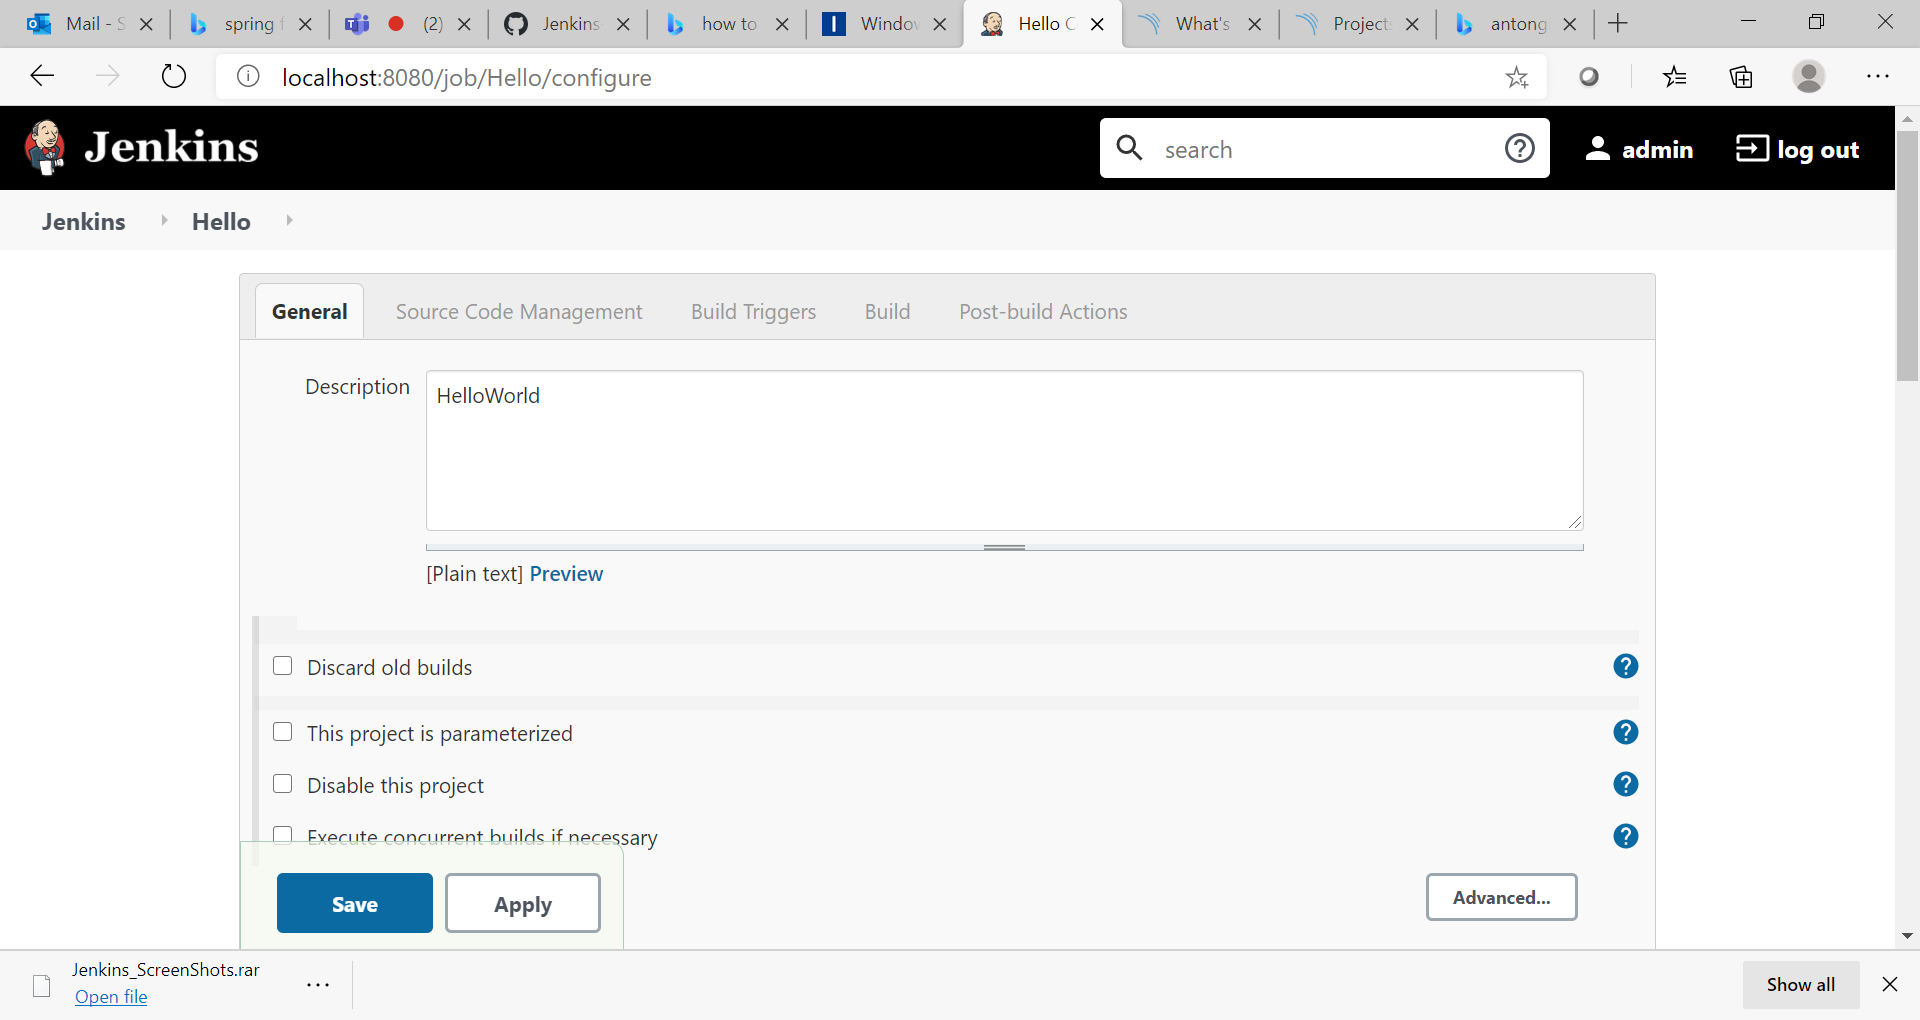 Mail - S
spring f
(2)
Jenkins
how to
Window
Hello C
What's
Projects
antong
localhost:8080/job/Hello/configure
Jenkins
search
admin
log out
Jenkins
Hello
General
Source Code Management
Build Triggers
Build
Post-build Actions
Description
HelloWorld
[Plain text] Preview
Discard old builds
?
This project is parameterized
?
Disable this project
?
Execute concurrent builds if necessary
?
Save
Apply
Advanced...
Jenkins_ScreenShots.rar
Open file
Show all